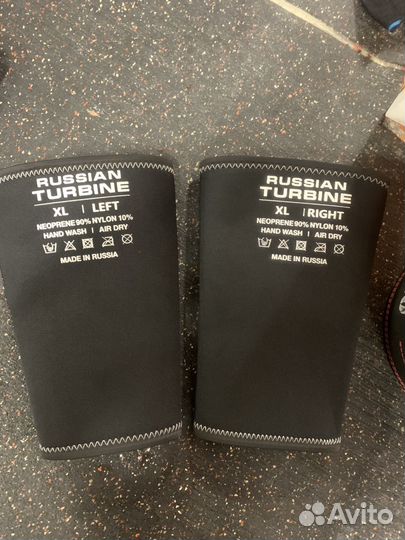 RUSSIAN
TURBINE
XL | LEFT
NEOPRENE 90% NYLON 10%
HAND WASH | AIR DRY
MADE IN RUSSIA
RUSSIAN
TURBINE
XL | RIGHT
NEOPRENE 90% NYLON 10%
HAND WASH | AIR DRY
MADE IN RUSSIA
Avito